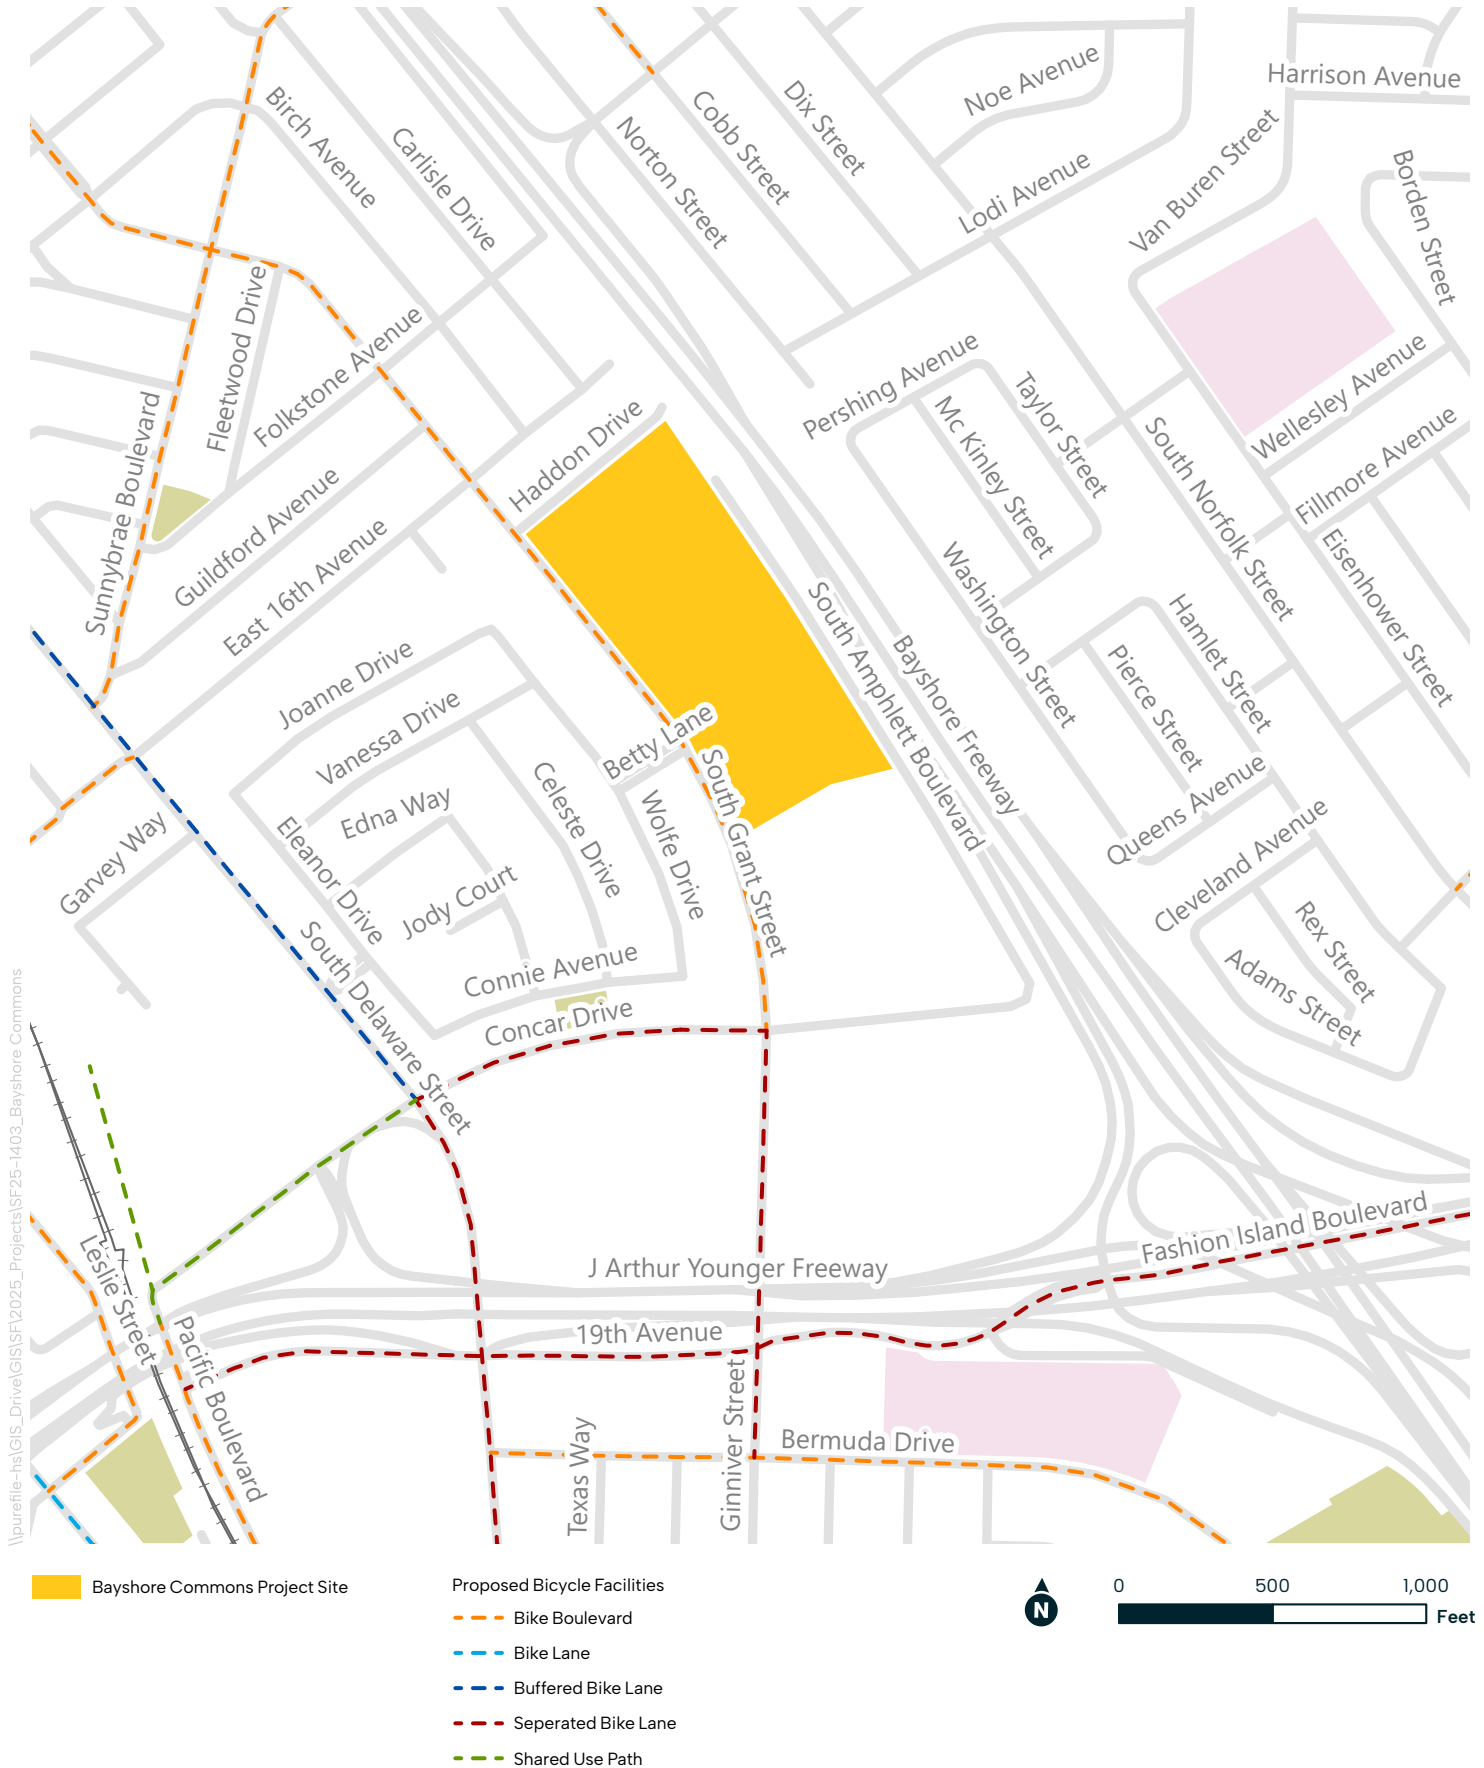 Noe Avenue
Harrison Avenue
Birch Avenue
Carlisle Drive
Norton Street
Cobb Street
Dix Street
Lodi Avenue
Van Buren Street
Borden Street
Fleetwood Drive
Folkstone Avenue
Sunnybrae Boulevard
Guildford Avenue
East 16th Avenue
Haddon Drive
Pershing Avenue
Mc Kinley Street
Taylor Street
South Norfolk Street
Wellesley Avenue
Fillmore Avenue
Eisenhower Street
Washington Street
Hamlet Street
Pierce Street
Queens Avenue
South Amphlett Boulevard
Bayshore Freeway
Joanne Drive
Vanessa Drive
Edna Way
Eleanor Drive
Jody Court
Celeste Drive
Betty Lane
Wolfe Drive
South Grant Street
Garvey Way
South Delaware Street
Connie Avenue
Concar Drive
Cleveland Avenue
Rex Street
Adams Street
Leslie Street
Pacific Boulevard
J Arthur Younger Freeway
Fashion Island Boulevard
19th Avenue
Texas Way
Ginniver Street
Bermuda Drive
\\purefile-hs\GIS_Drive\GIS\SF\2025_Projects\SF25-1403_Bayshore Commons
Bayshore Commons Project Site
Proposed Bicycle Facilities
Bike Boulevard
Bike Lane
Buffered Bike Lane
Seperated Bike Lane
Shared Use Path
N
0 500 1,000
Feet